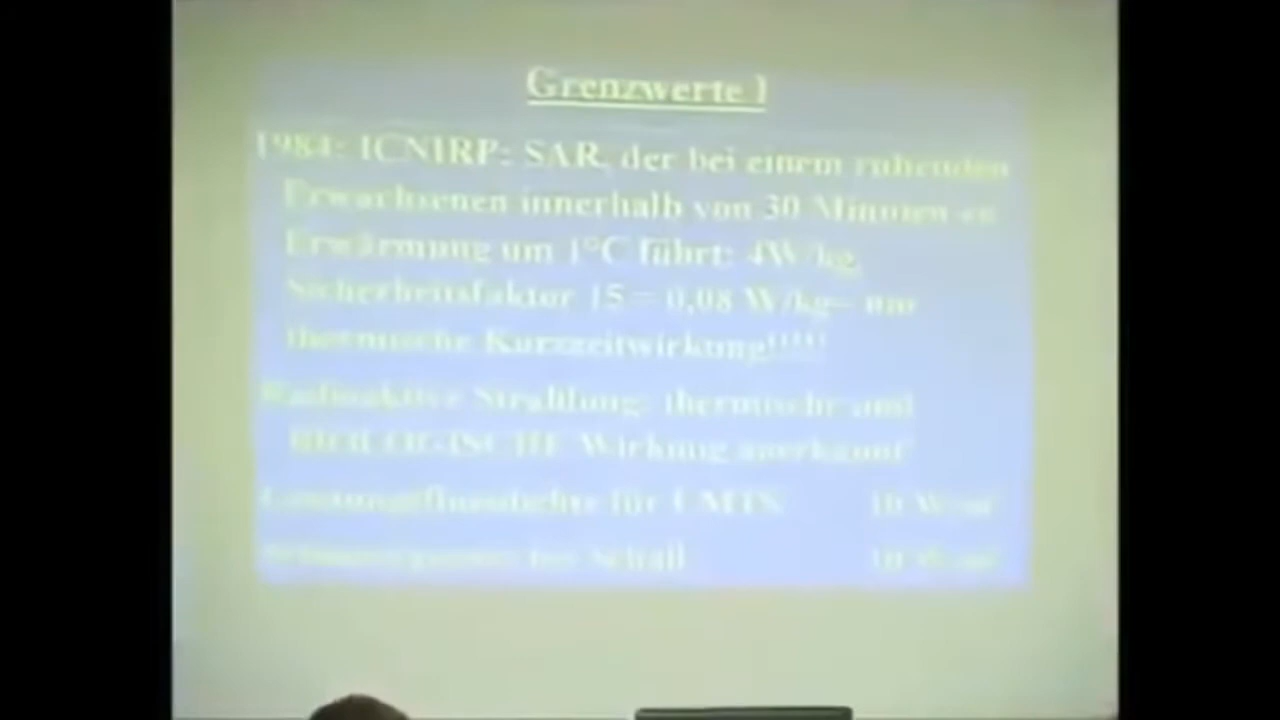 Grenzwerte I
1984: ICNIRP: SAR, der bei einem ruhenden
Erwachsenen innerhalb von 30 Minuten zu
Erwärmung um 1°C führt: 4W/kg,
Sicherheitsfaktor 15 = 0,08 W/kg– nur
thermische Kurzzeitwirkung!!!!!
Radioaktive Strahlung: thermische und
BIOLOGISCHE Wirkung anerkannt
Leistungsflussdichte für UMTS 10 W/m²
bei Schall 10 W/m²